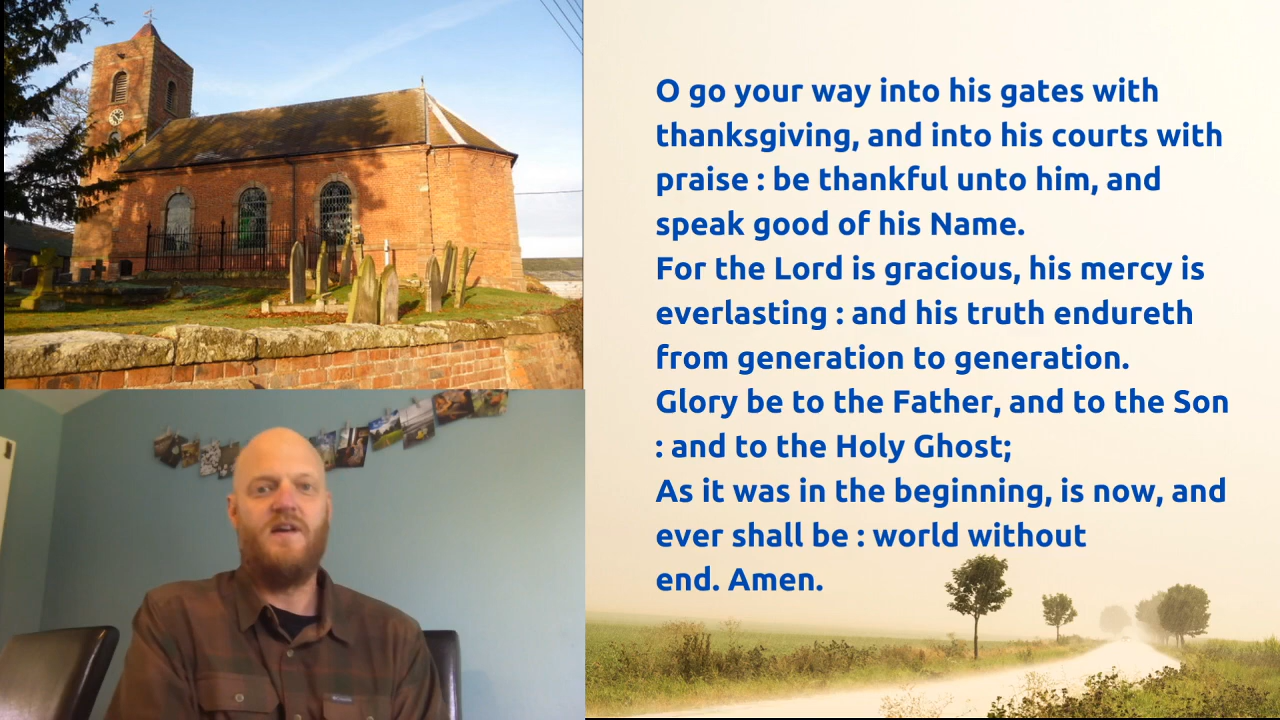 O go your way into his gates with
thanksgiving, and into his courts with
praise : be thankful unto him, and
speak good of his Name.
For the Lord is gracious, his mercy is
everlasting : and his truth endureth
from generation to generation.
Glory be to the Father, and to the Son
: and to the Holy Ghost;
As it was in the beginning, is now, and
ever shall be : world without
end. Amen.